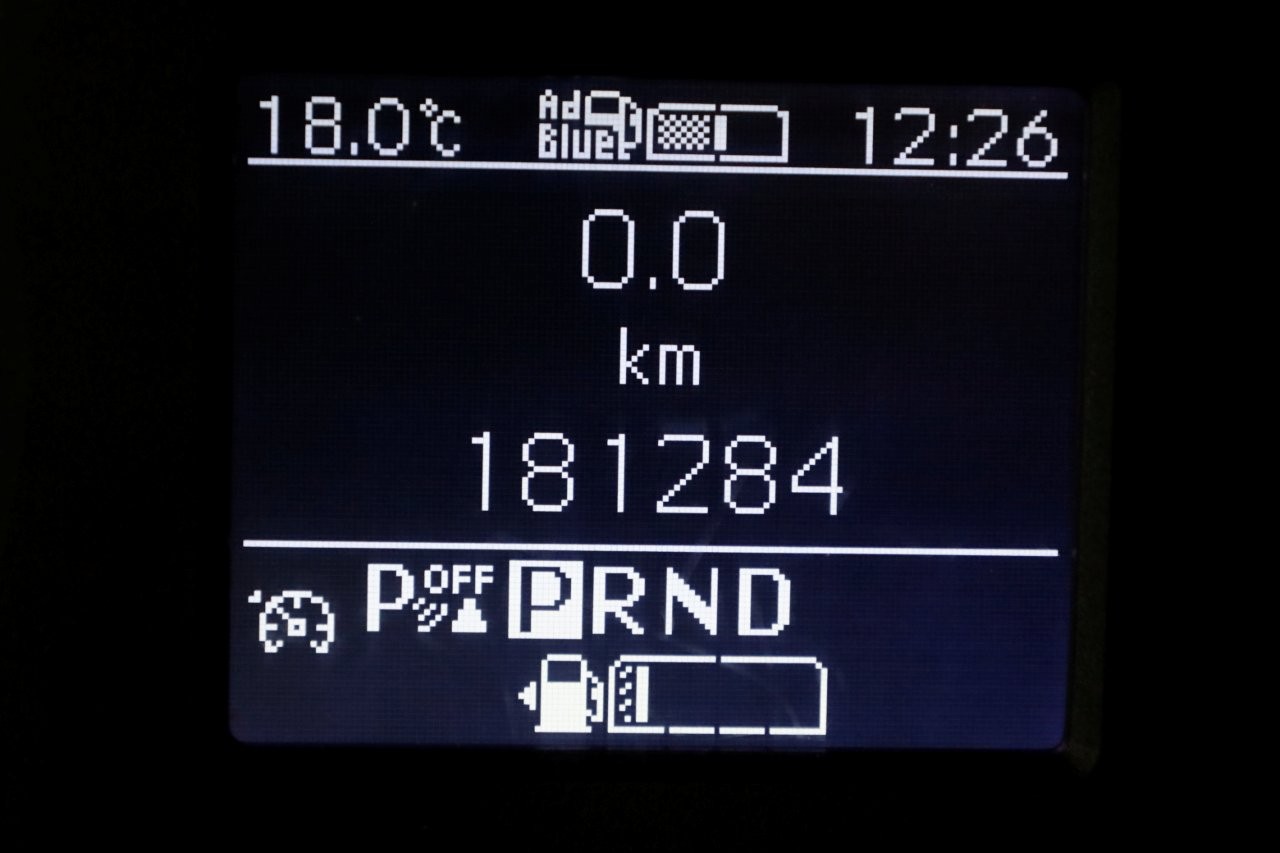 18.0°C Ad Blue 12:26
0.0
km
181284
P OFF P R N D